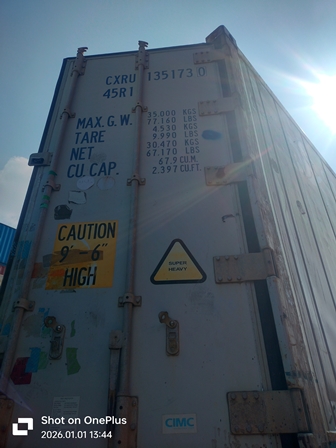 CXRU 135173 0
45R1
MAX. G. W. 35.000 KGS
77.160 LBS
TARE 4.530 KGS
9.990 LBS
NET 30.470 KGS
67.170 LBS
CU. CAP. 67.9 CU.M.
2.397 CU.FT.
CAUTION
9'-6"
HIGH
SUPER
HEAVY
CIMC
Shot on OnePlus
2026.01.01 13:44